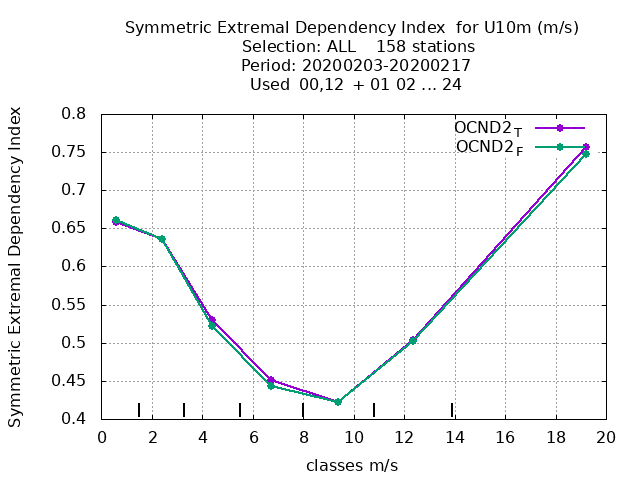 Symmetric Extremal Dependency Index  for U10m (m/s)
Selection: ALL    158 stations
Period: 20200203-20200217
Used  00,12  + 01 02 ... 24
Symmetric Extremal Dependency Index
0.8
0.75
0.7
0.65
0.6
0.55
0.5
0.45
0.4
OCND2T
OCND2F
0 2 4 6 8 10 12 14 16 18 20
classes m/s